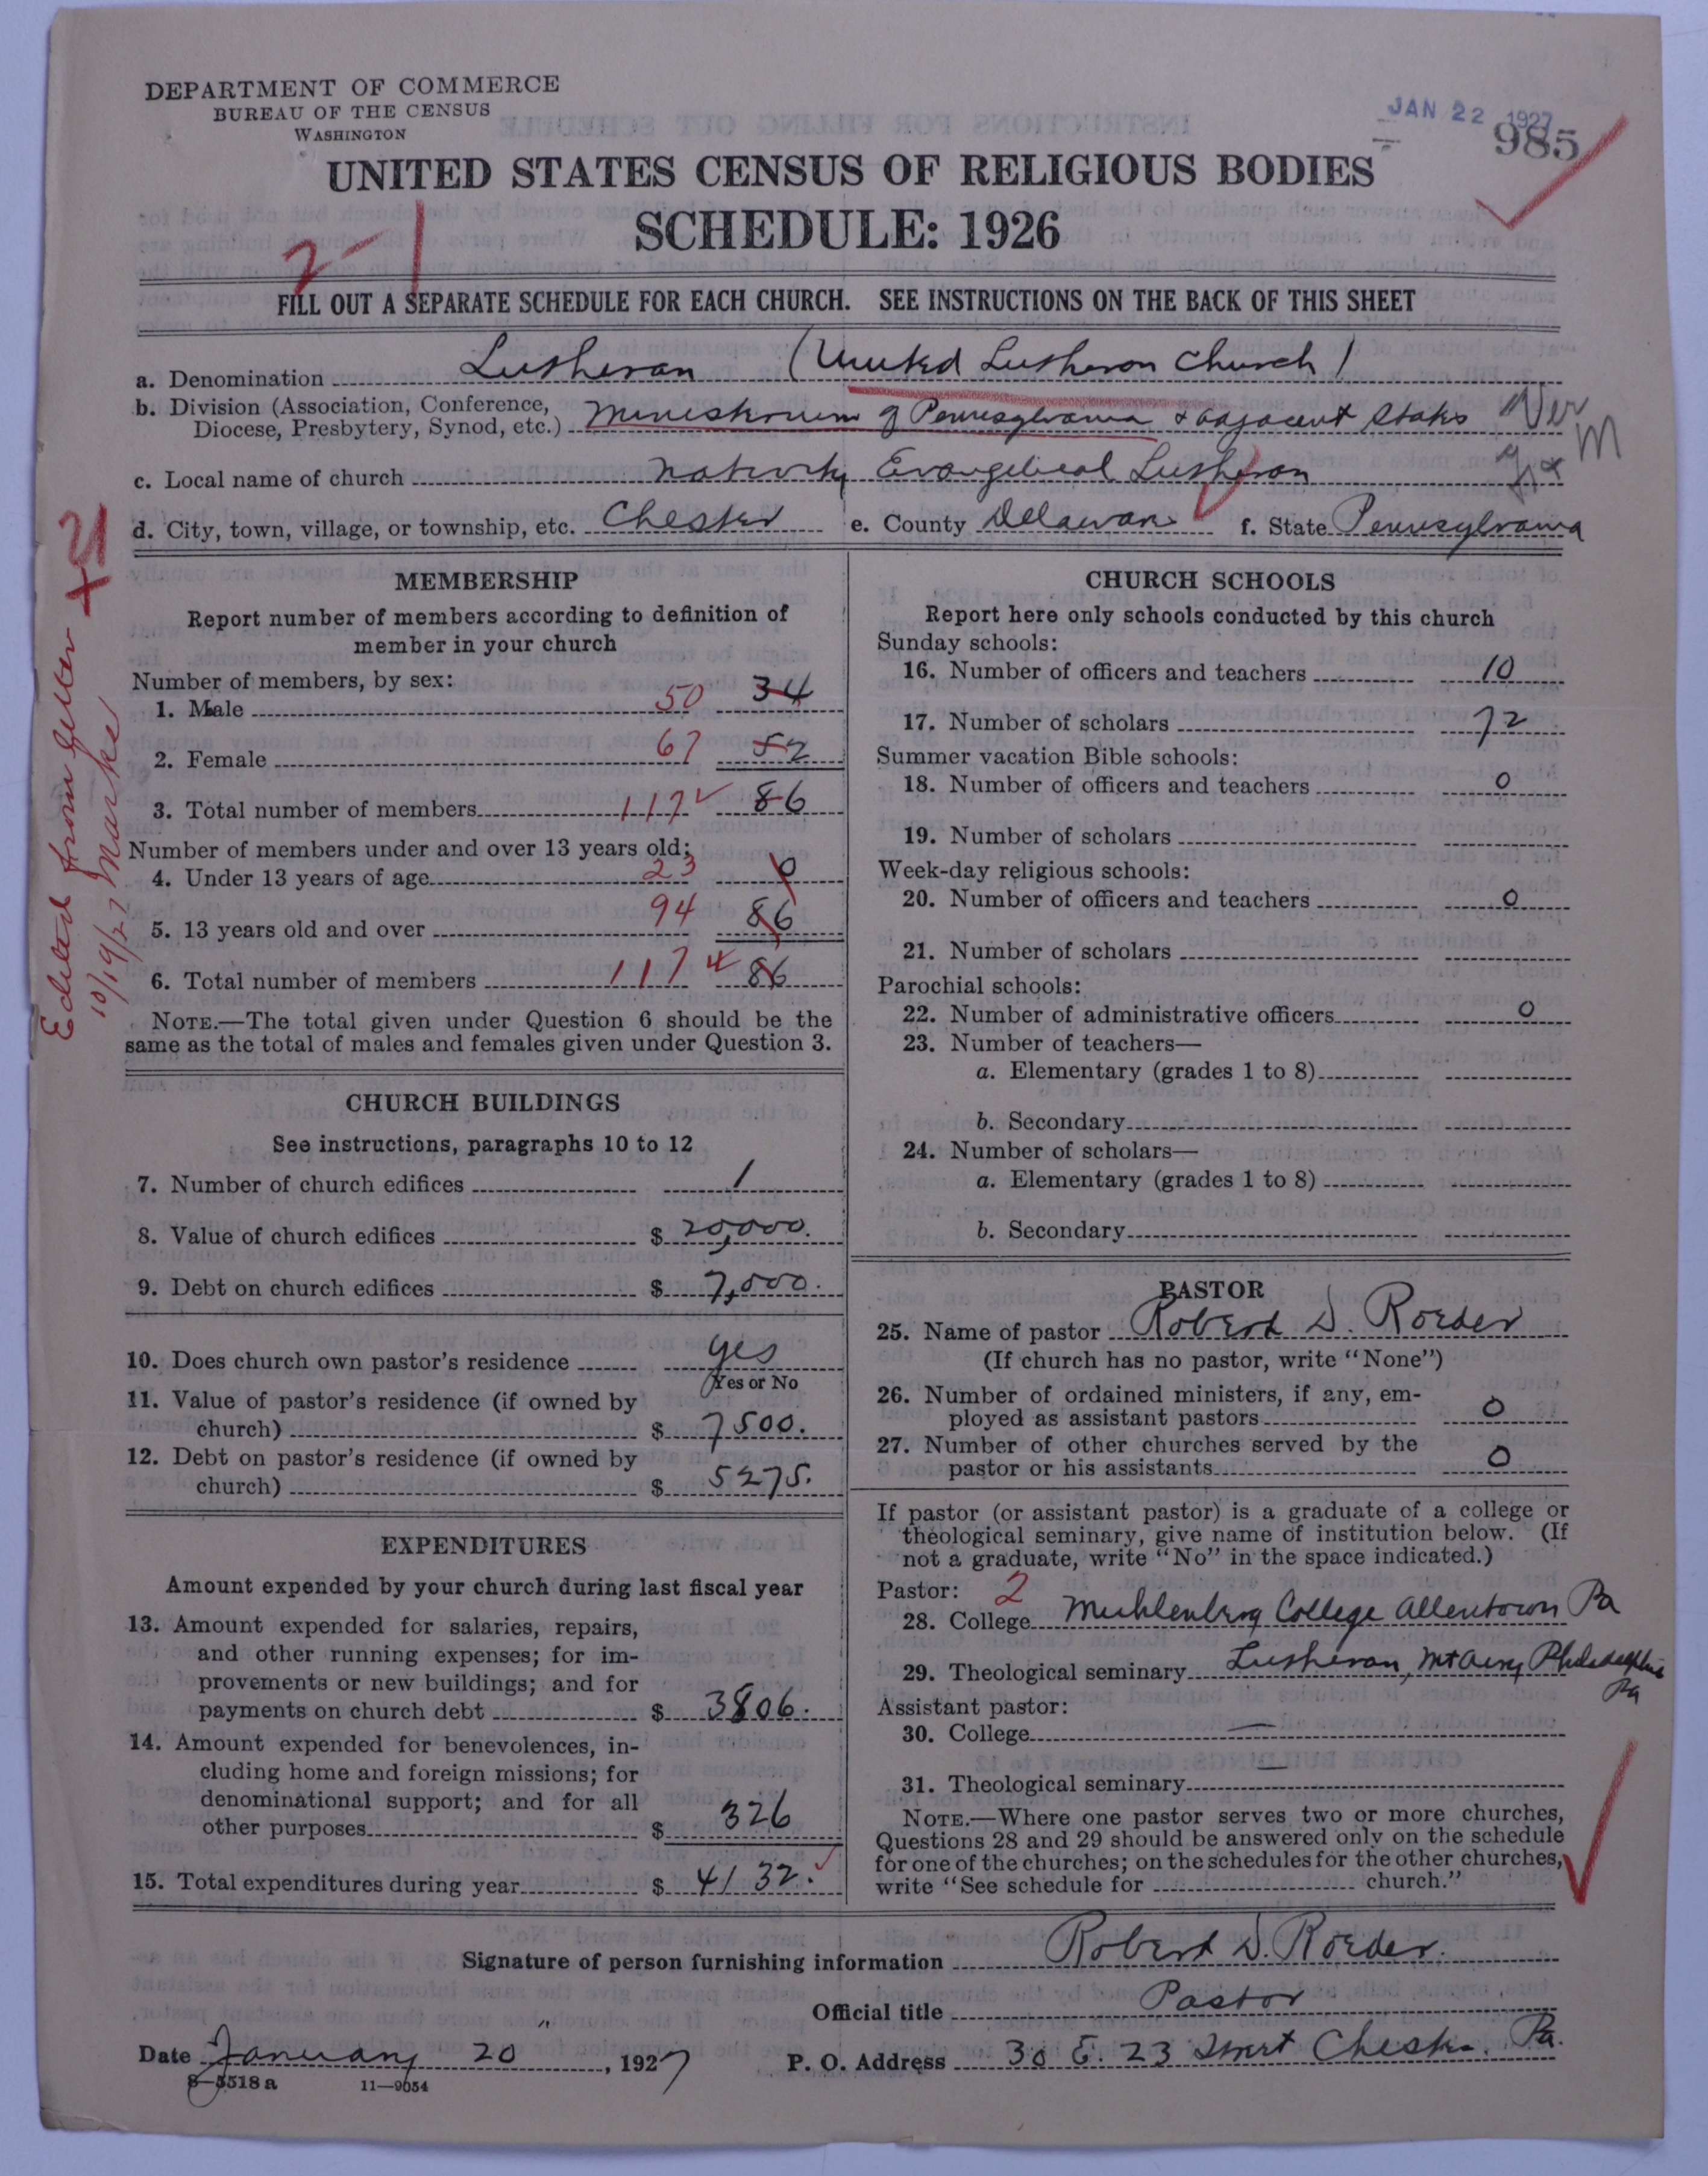 DEPARTMENT OF COMMERCE
BUREAU OF THE CENSUS
WASHINGTON
JAN 22 1927
985
UNITED STATES CENSUS OF RELIGIOUS BODIES
SCHEDULE: 1926
2-1
FILL OUT A SEPARATE SCHEDULE FOR EACH CHURCH. SEE INSTRUCTIONS ON THE BACK OF THIS SHEET
a. Denomination Lutheran (United Lutheran Church)
b. Division (Association, Conference, Diocese, Presbytery, Synod, etc.) Ministerium of Pennsylvania & adjacent States
c. Local name of church Nativity Evangelical Lutheran
d. City, town, village, or township, etc. Chester e. County Delaware f. State Pennsylvania
Edited from letter
10/19/27 Marks
MEMBERSHIP
Report number of members according to definition of
member in your church
Number of members, by sex:
1. Male 50 34
2. Female 67 52
3. Total number of members 117 86
Number of members under and over 13 years old:
4. Under 13 years of age 23 0
5. 13 years old and over 94 86
6. Total number of members 117 86
NOTE.—The total given under Question 6 should be the
same as the total of males and females given under Question 3.
CHURCH BUILDINGS
See instructions, paragraphs 10 to 12
7. Number of church edifices 1
8. Value of church edifices $ 20,000.
9. Debt on church edifices $ 7,000.
10. Does church own pastor's residence yes
Yes or No
11. Value of pastor's residence (if owned by
church) $ 7500.
12. Debt on pastor's residence (if owned by
church) $ 5275.
EXPENDITURES
Amount expended by your church during last fiscal year
13. Amount expended for salaries, repairs,
and other running expenses; for im-
provements or new buildings; and for
payments on church debt $ 3806.
14. Amount expended for benevolences, in-
cluding home and foreign missions; for
denominational support; and for all
other purposes $ 326
15. Total expenditures during year $ 4132.
CHURCH SCHOOLS
Report here only schools conducted by this church
Sunday schools:
16. Number of officers and teachers 10
17. Number of scholars 72
Summer vacation Bible schools:
18. Number of officers and teachers 0
19. Number of scholars
Week-day religious schools:
20. Number of officers and teachers 0
21. Number of scholars
Parochial schools:
22. Number of administrative officers 0
23. Number of teachers—
a. Elementary (grades 1 to 8)
b. Secondary
24. Number of scholars—
a. Elementary (grades 1 to 8)
b. Secondary
PASTOR
25. Name of pastor Robert D. Roeder
(If church has no pastor, write "None")
26. Number of ordained ministers, if any, em-
ployed as assistant pastors 0
27. Number of other churches served by the
pastor or his assistants 0
If pastor (or assistant pastor) is a graduate of a college or
theological seminary, give name of institution below. (If
not a graduate, write "No" in the space indicated.)
Pastor: 2
28. College Muhlenberg College Allentown Pa
29. Theological seminary Lutheran, Mt Airy, Philadelphia Pa
Assistant pastor:
30. College —
31. Theological seminary —
NOTE.—Where one pastor serves two or more churches,
Questions 28 and 29 should be answered only on the schedule
for one of the churches; on the schedules for the other churches,
write "See schedule for church."
Signature of person furnishing information Robert D. Roeder.
Official title Pastor
Date January 20", 1927 P. O. Address 30 E. 23 Street Chester. Pa.
8—5518 a 11—9054